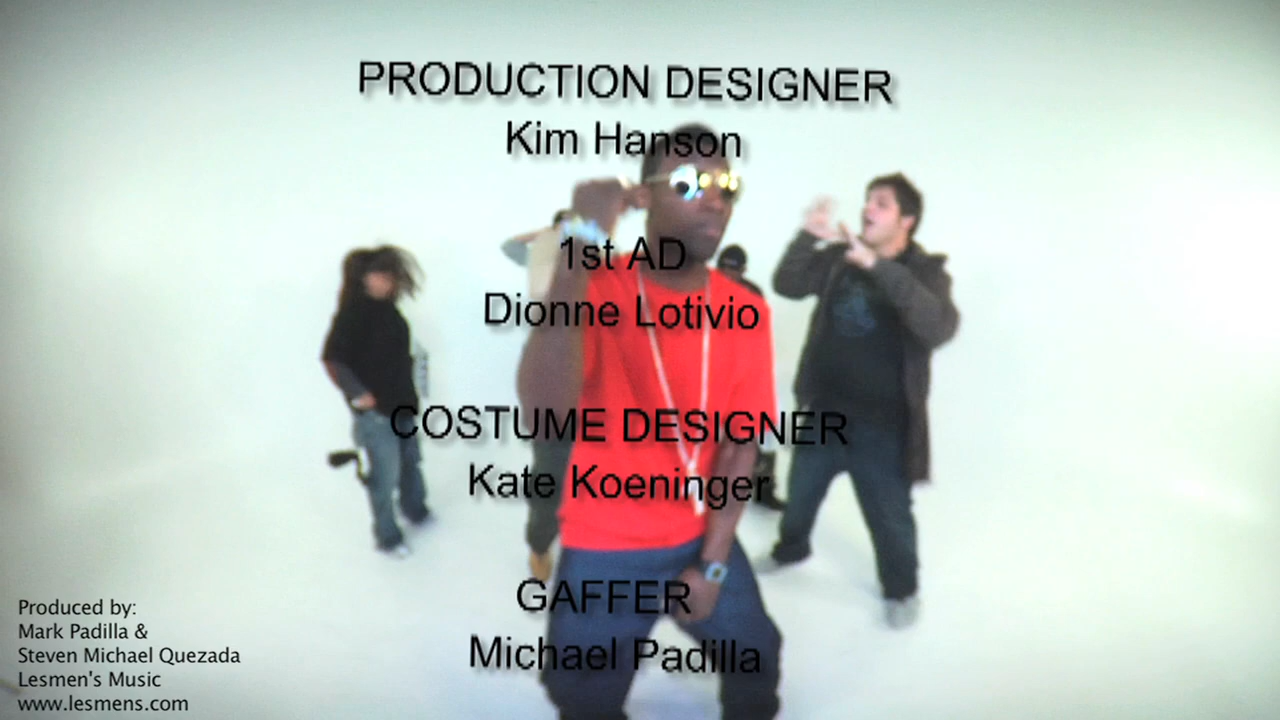 PRODUCTION DESIGNER
Kim Hanson
1st AD
Dionne Lotivio
COSTUME DESIGNER
Kate Koeninger
GAFFER
Michael Padilla
Produced by:
Mark Padilla &
Steven Michael Quezada
Lesmen's Music
www.lesmens.com